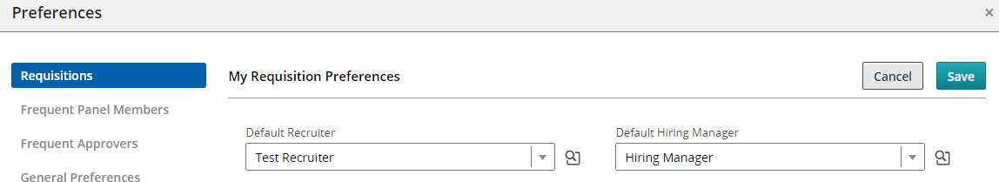 Preferences
Requisitions
My Requisition Preferences
Cancel
Save
Frequent Panel Members
Default Recruiter
Default Hiring Manager
Frequent Approvers
Test Recruiter
Hiring Manager
General Preferences